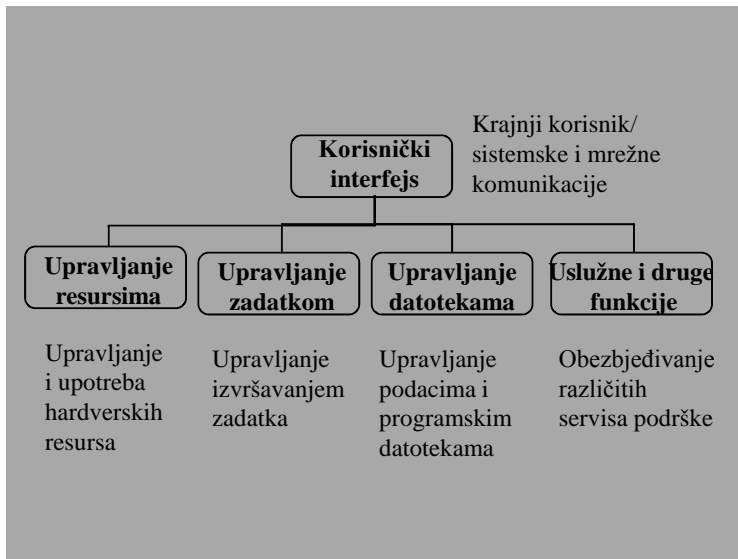 Korisnički
interfejs
Krajnji korisnik/
sistemske i mrežne
komunikacije
Upravljanje
resursima
Upravljanje
zadatkom
Upravljanje
datotekama
Uslužne i druge
funkcije
Upravljanje
i upotreba
hardverskih
resursa
Upravljanje
izvršavanjem
zadatka
Upravljanje
podacima i
programskim
datotekama
Obezbjeđivanje
različitih
servisa podrške